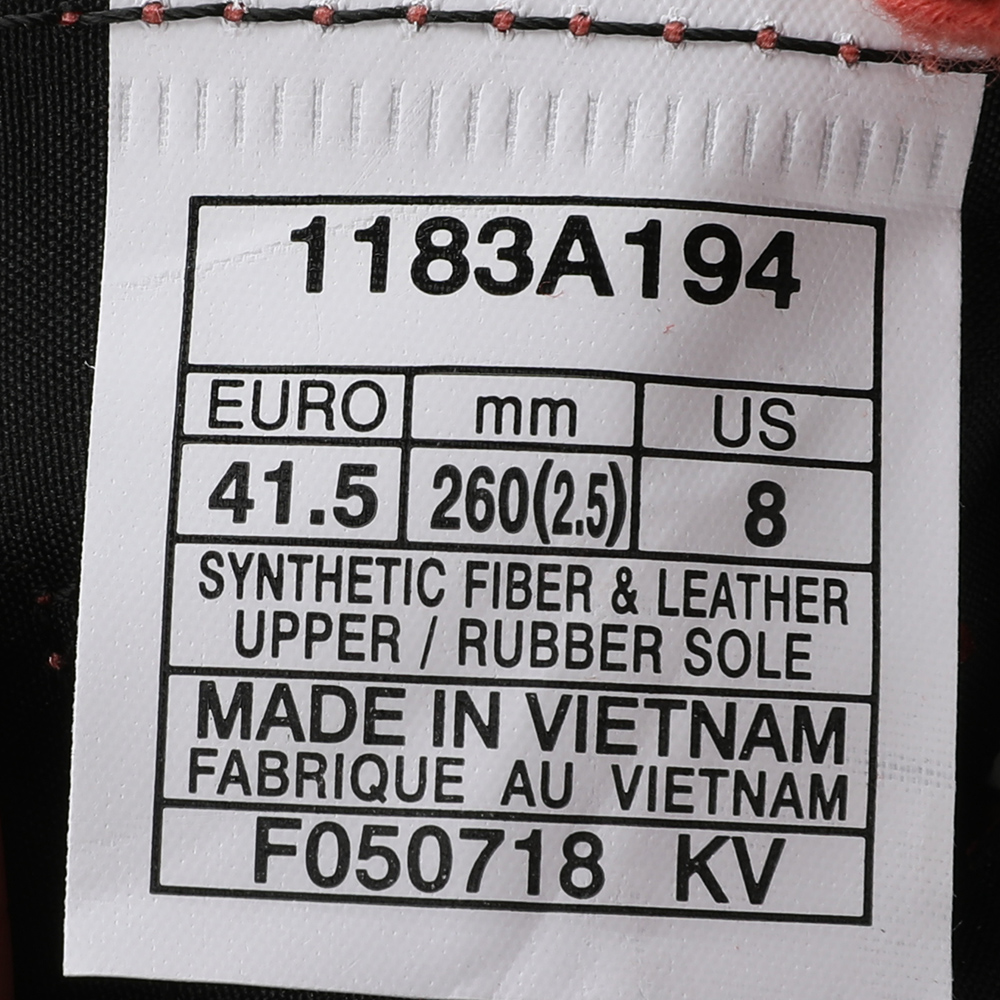 1183A194
EURO mm US
41.5 260(2.5) 8
SYNTHETIC FIBER & LEATHER
UPPER / RUBBER SOLE
MADE IN VIETNAM
FABRIQUE AU VIETNAM
F050718 KV